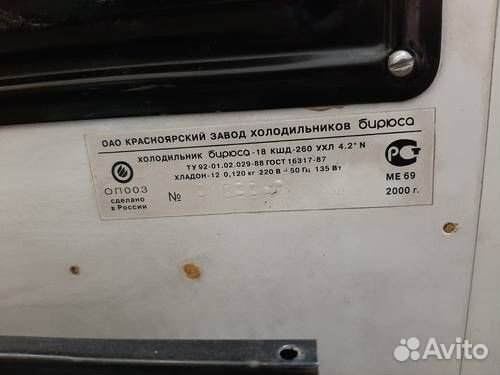 ОАО КРАСНОЯРСКИЙ ЗАВОД ХОЛОДИЛЬНИКОВ бирюса
ХОЛОДИЛЬНИК бирюса-18 КШД-260 УХЛ 4.2* N
ТУ 92-01.02.029-88 ГОСТ 16317-87
ХЛАДОН-12 0,120 кг 220 В ~ 50 Гц 135 Вт
ОП003
сделано
в России
№
РСТ
МЕ 69
2000 г.
Avito